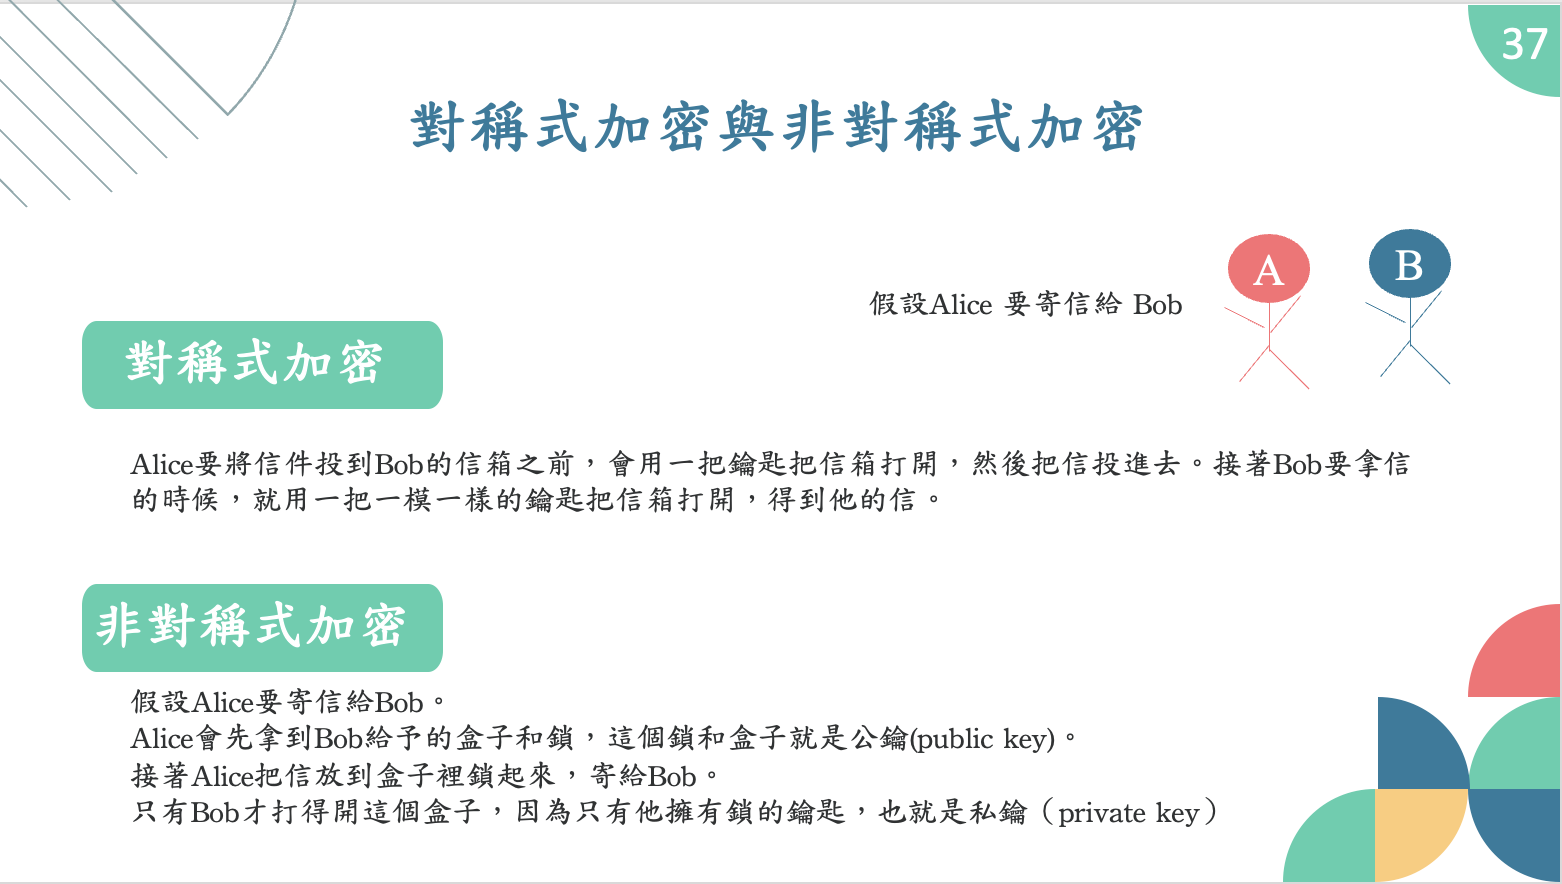 37
對稱式加密與非對稱式加密
A
B
假設Alice 要寄信給 Bob
對稱式加密
Alice要將信件投到Bob的信箱之前，會用一把鑰匙把信箱打開，然後把信投進去。接著Bob要拿信
的時候，就用一把一模一樣的鑰匙把信箱打開，得到他的信。
非對稱式加密
假設Alice要寄信給Bob。
Alice會先拿到Bob給予的盒子和鎖，這個鎖和盒子就是公鑰(public key)。
接著Alice把信放到盒子裡鎖起來，寄給Bob。
只有Bob才打得開這個盒子，因為只有他擁有鎖的鑰匙，也就是私鑰（private key）